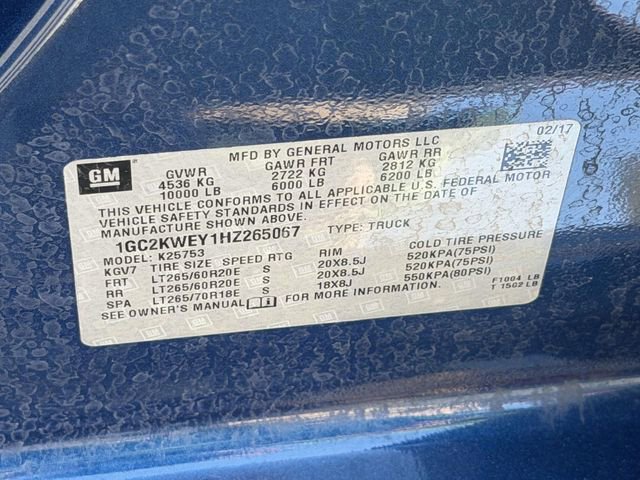 MFD BY GENERAL MOTORS LLC
02/17
GM
GVWR GAWR FRT GAWR RR
4536 KG 2722 KG 2812 KG
10000 LB 6000 LB 6200 LB
THIS VEHICLE CONFORMS TO ALL APPLICABLE U.S. FEDERAL MOTOR
VEHICLE SAFETY STANDARDS IN EFFECT ON THE DATE OF
MANUFACTURE SHOWN ABOVE.
1GC2KWEY1HZ265067 TYPE: TRUCK
MODEL: K25753
KGV7 TIRE SIZE SPEED RTG RIM COLD TIRE PRESSURE
FRT LT265/60R20E S 20X8.5J 520KPA(75PSI)
RR LT265/60R20E S 20X8.5J 520KPA(75PSI)
SPA LT265/70R18E S 18X8J 550KPA(80PSI)
SEE OWNER'S MANUAL
F1004 LB
T 1502 LB